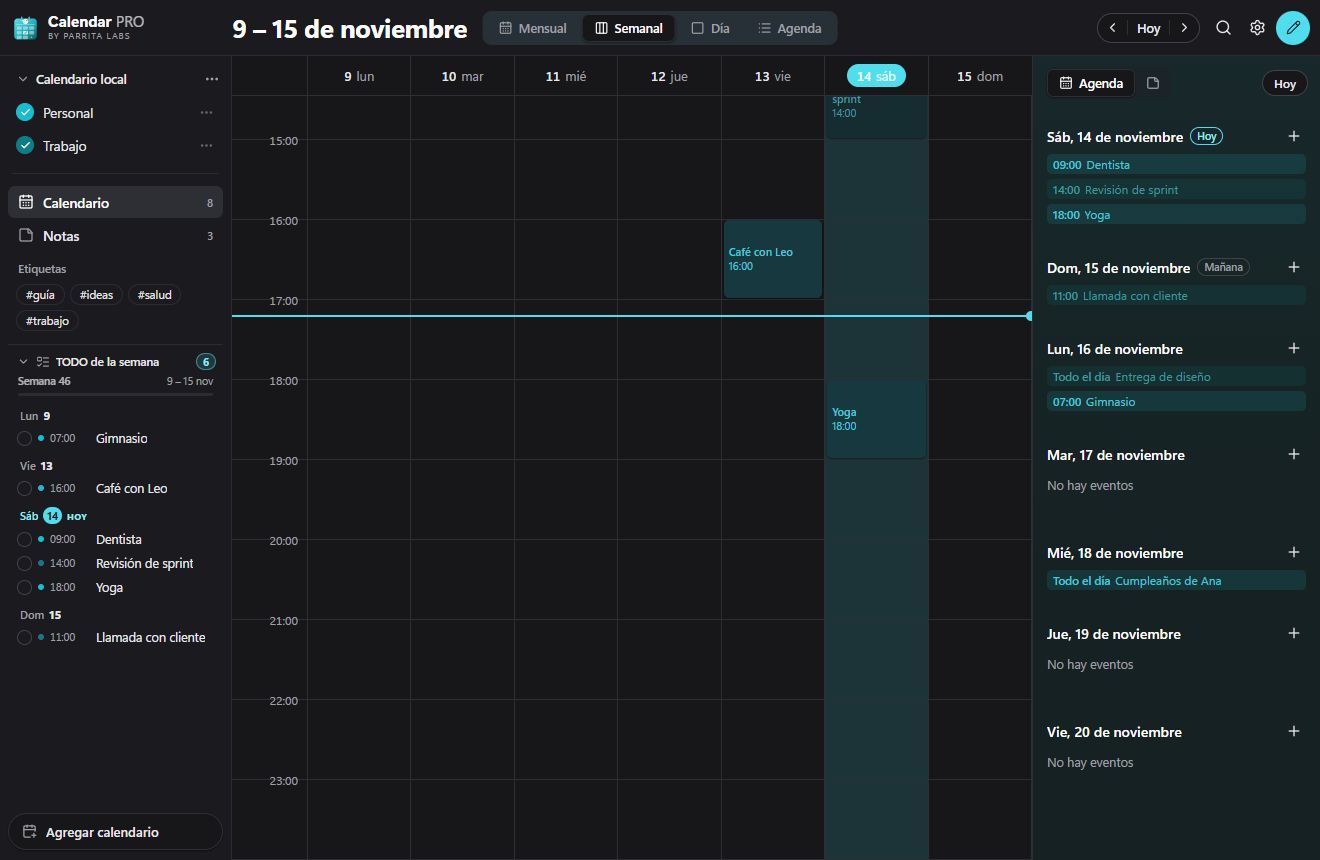 Calendar PRO
BY PARRITA LABS
9 – 15 de noviembre
Mensual
Semanal
Día
Agenda
Hoy
Calendario local
Personal
Trabajo
Calendario 8
Notas 3
Etiquetas
#guía #ideas #salud
#trabajo
TODO de la semana 6
Semana 46 9 – 15 nov
Lun 9
07:00 Gimnasio
Vie 13
16:00 Café con Leo
Sáb 14 HOY
09:00 Dentista
14:00 Revisión de sprint
18:00 Yoga
Dom 15
11:00 Llamada con cliente
Agregar calendario
9 lun
10 mar
11 mié
12 jue
13 vie
14 sáb
15 dom
sprint
14:00
15:00
16:00
Café con Leo
16:00
17:00
18:00
Yoga
18:00
19:00
20:00
21:00
22:00
23:00
Agenda
Hoy
Sáb, 14 de noviembre Hoy
09:00 Dentista
14:00 Revisión de sprint
18:00 Yoga
Dom, 15 de noviembre Mañana
11:00 Llamada con cliente
Lun, 16 de noviembre
Todo el día Entrega de diseño
07:00 Gimnasio
Mar, 17 de noviembre
No hay eventos
Mié, 18 de noviembre
Todo el día Cumpleaños de Ana
Jue, 19 de noviembre
No hay eventos
Vie, 20 de noviembre
No hay eventos